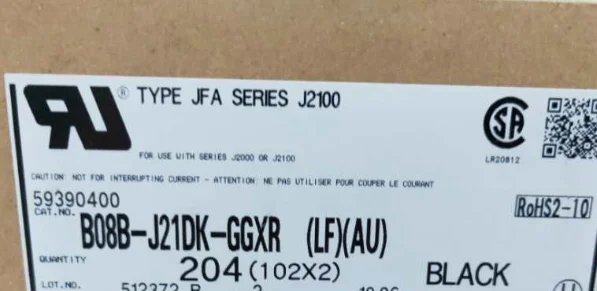 RU ® TYPE JFA SERIES J2100
SA
LR20812
FOR USE WITH SERIES J2000 OR J2100
CAUTION: NOT FOR INTERRUPTING CURRENT - ATTENTION: NE PAS UTILISER POUR COUPER LE COURANT
59390400
RoHS2-10
CAT.NO. B08B-J21DK-GGXR (LF)(AU)
QUANTITY 204(102X2) BLACK
LOT.NO.